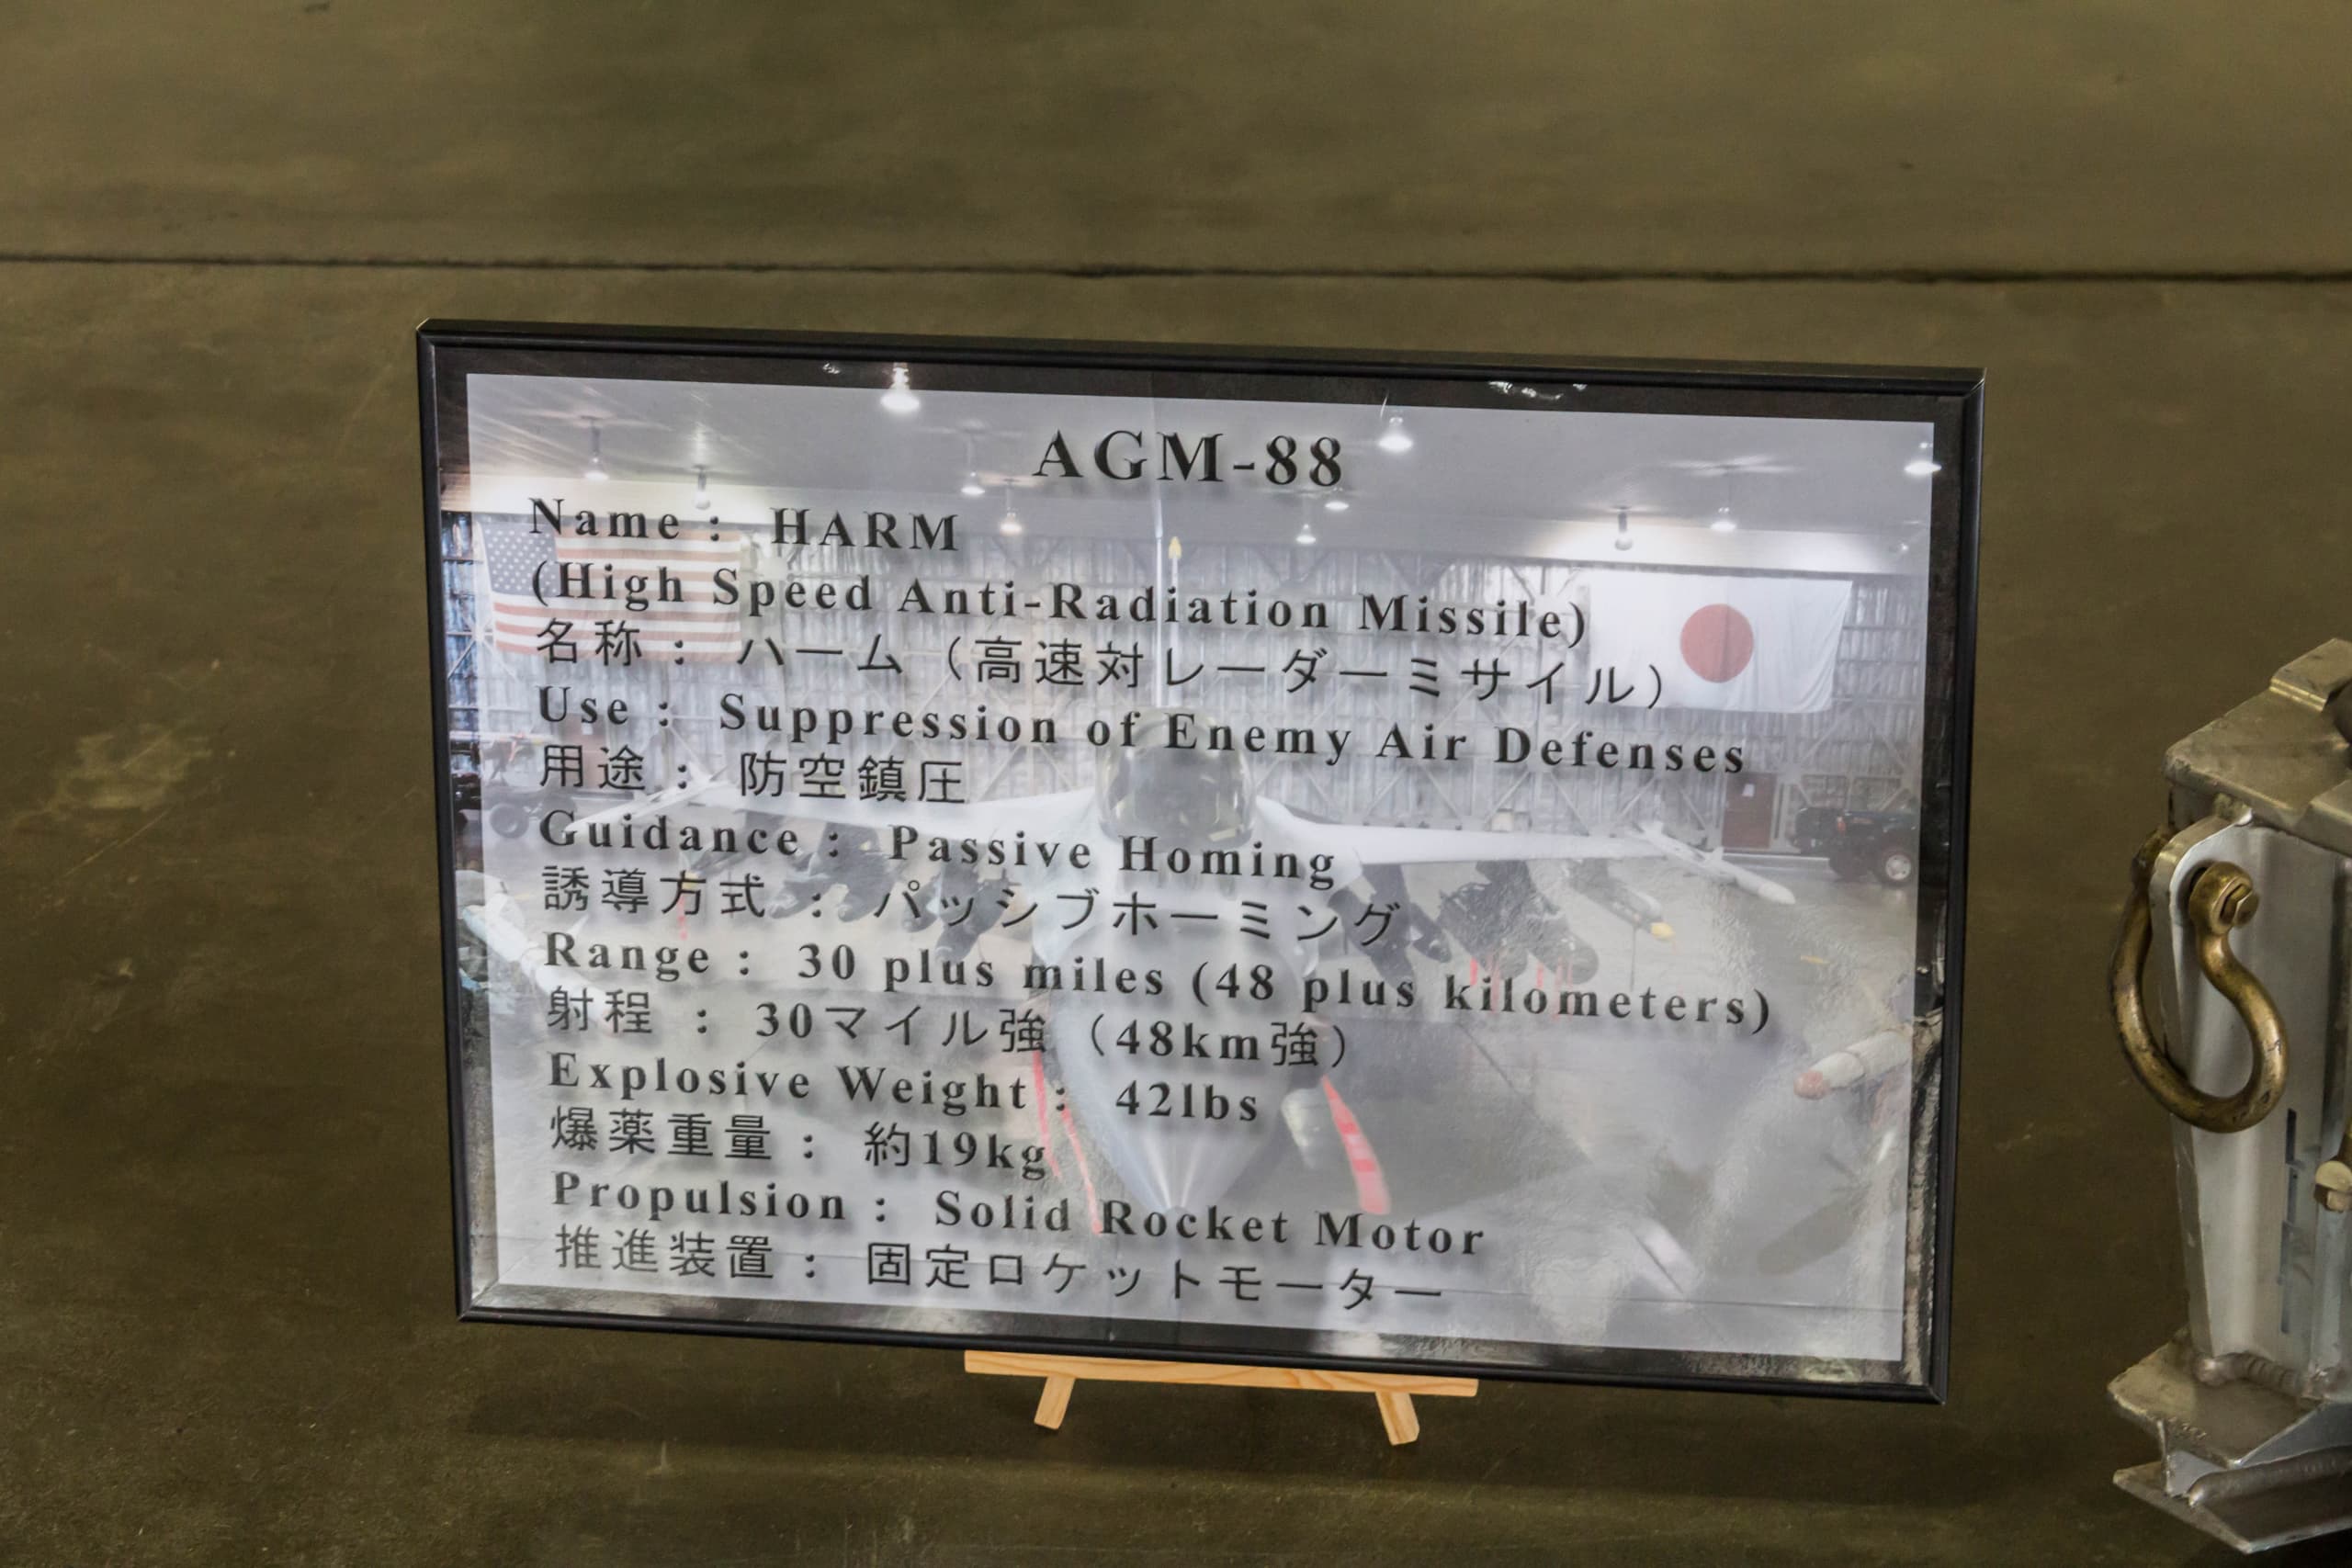 AGM-88
Name： HARM
(High Speed Anti-Radiation Missile)
名称： ハーム（高速対レーダーミサイル）
Use： Suppression of Enemy Air Defenses
用途： 防空鎮圧
Guidance： Passive Homing
誘導方式： パッシブホーミング
Range： 30 plus miles (48 plus kilometers)
射程 ： 30マイル強（48km強）
Explosive Weight： 42lbs
爆薬重量： 約19kg
Propulsion： Solid Rocket Motor
推進装置： 固定ロケットモーター